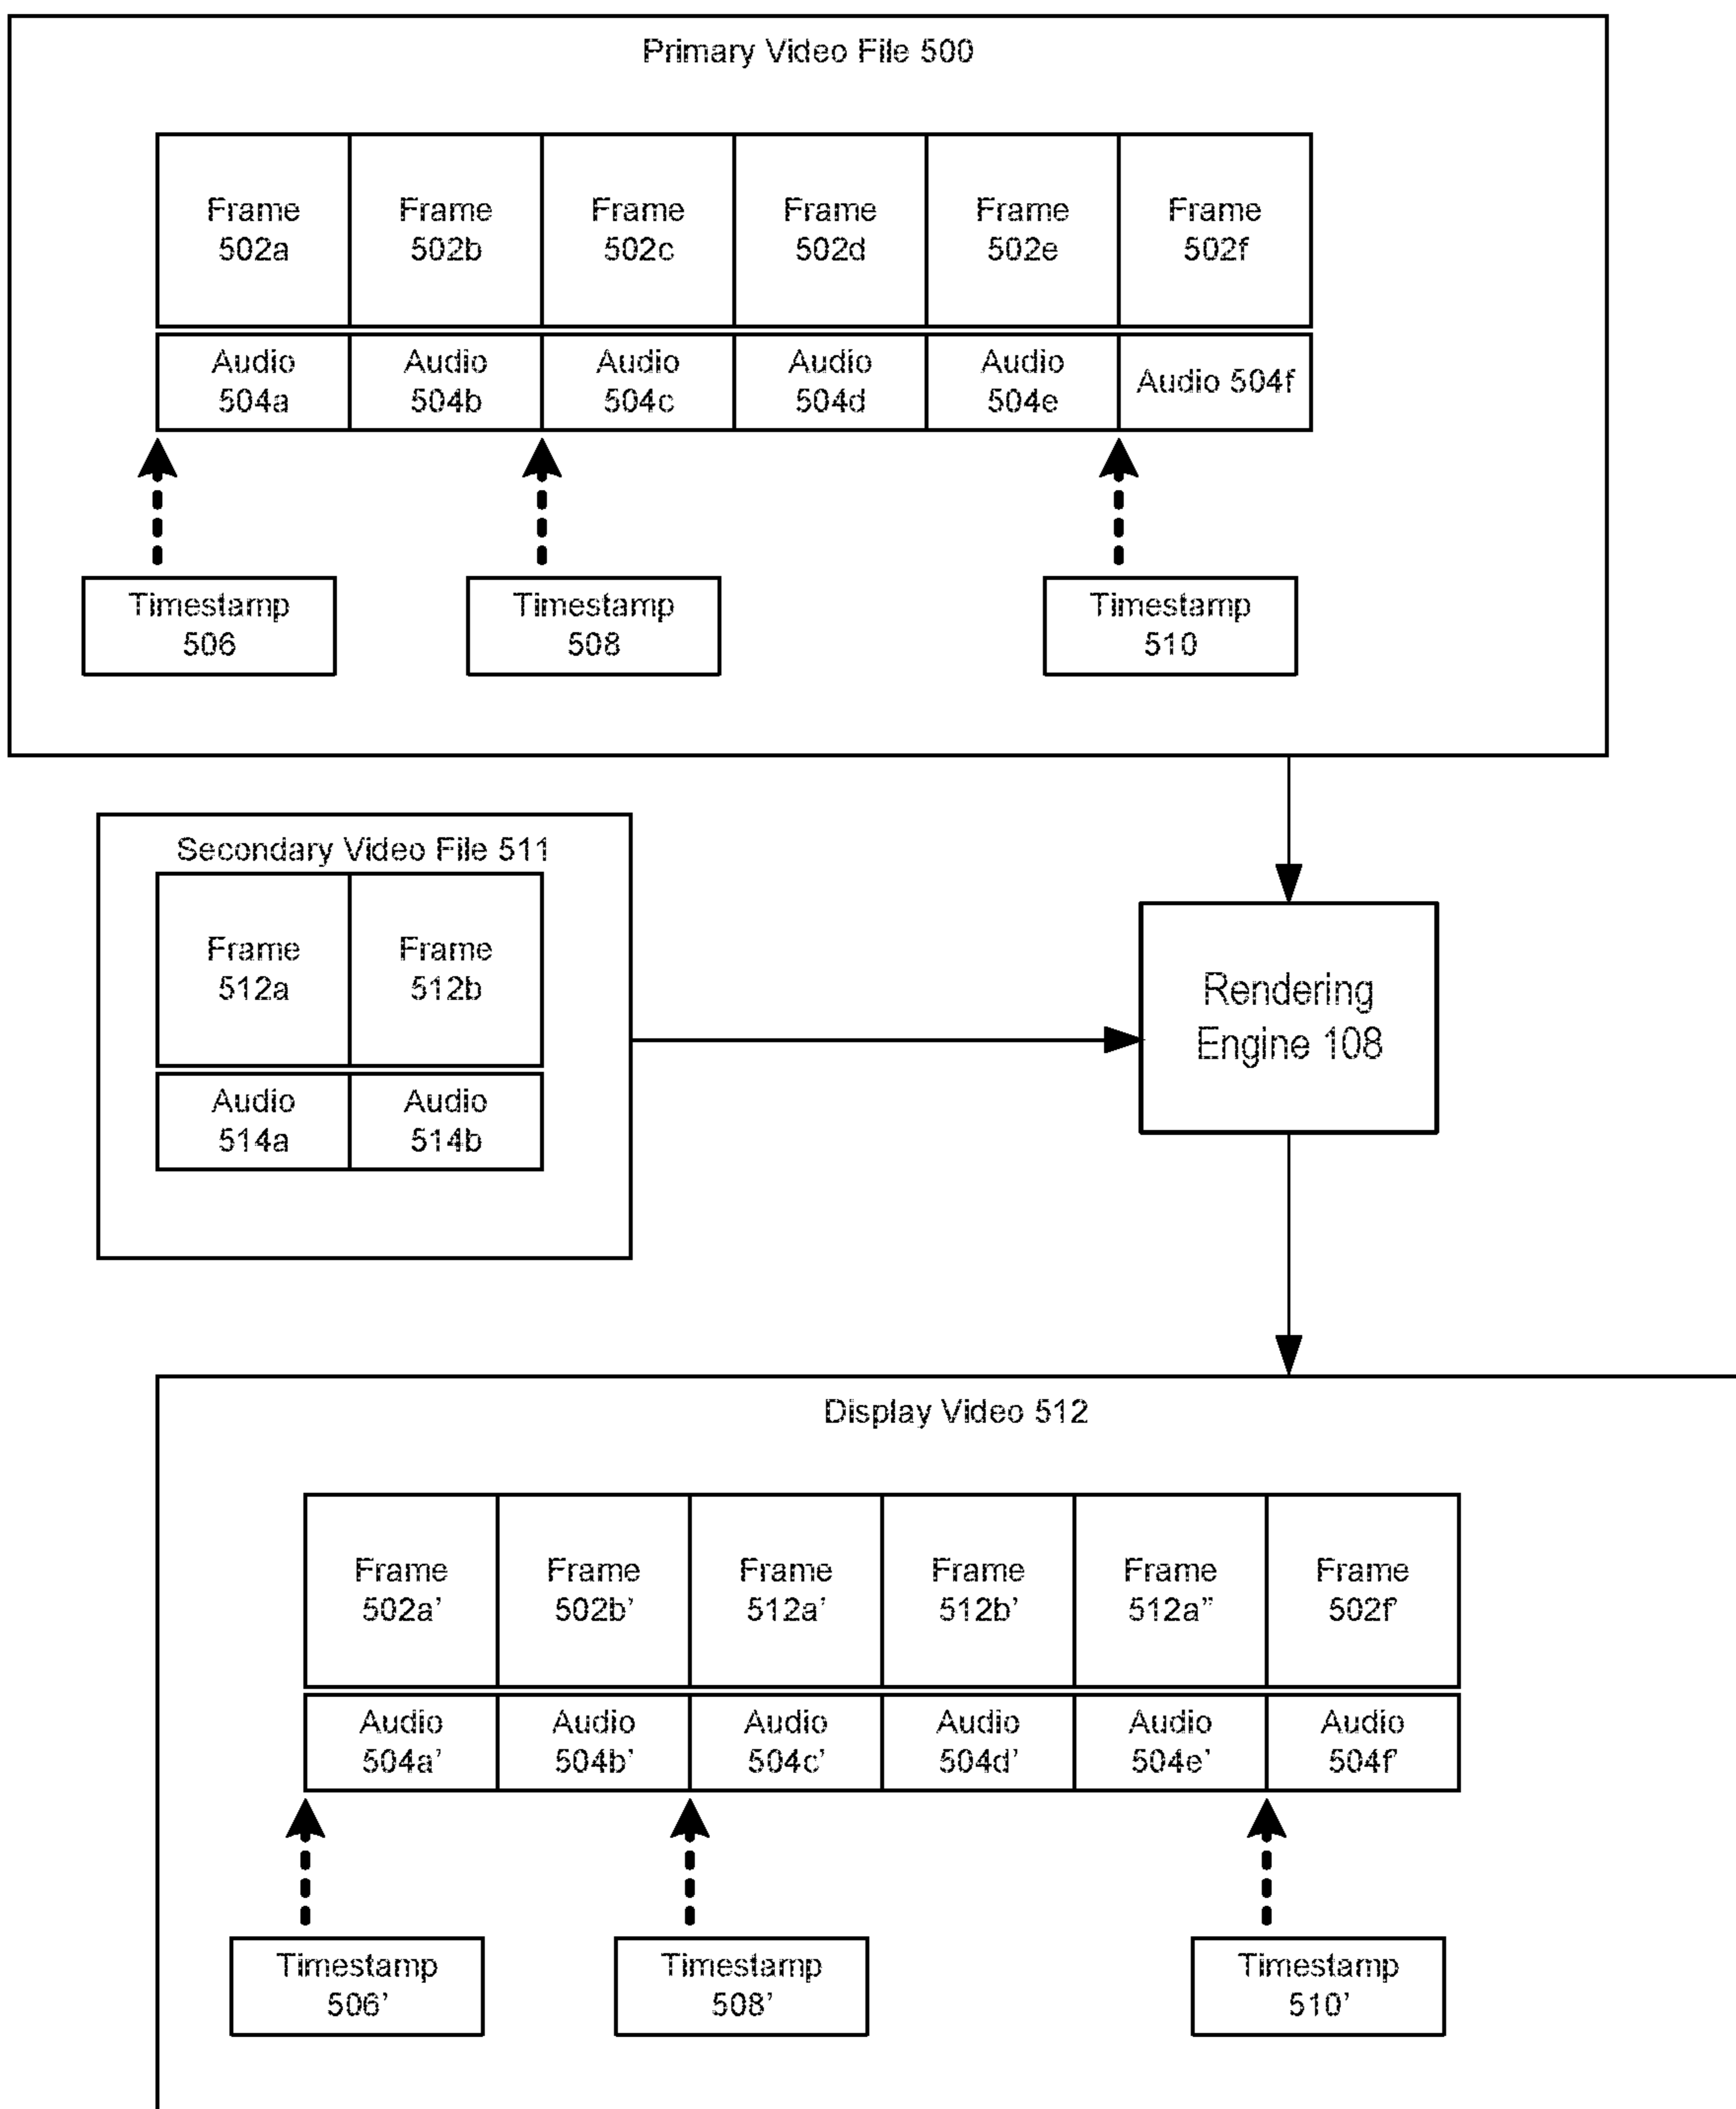 Primary Video File 500
Frame 502a
Frame 502b
Frame 502c
Frame 502d
Frame 502e
Frame 502f
Audio 504a
Audio 504b
Audio 504c
Audio 504d
Audio 504e
Audio 504f
Timestamp 506
Timestamp 508
Timestamp 510
Secondary Video File 511
Frame 512a
Frame 512b
Audio 514a
Audio 514b
Rendering
Engine 108
Display Video 512
Frame 502a’
Frame 502b’
Frame 512a’
Frame 512b’
Frame 512a’’
Frame 502f’
Audio 504a’
Audio 504b’
Audio 504c’
Audio 504d’
Audio 504e’
Audio 504f’
Timestamp 506’
Timestamp 508’
Timestamp 510’